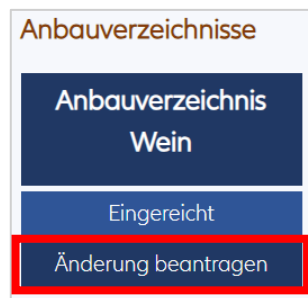 Anbauverzeichnisse
Anbauverzeichnis
Wein
Eingereicht
Änderung beantragen